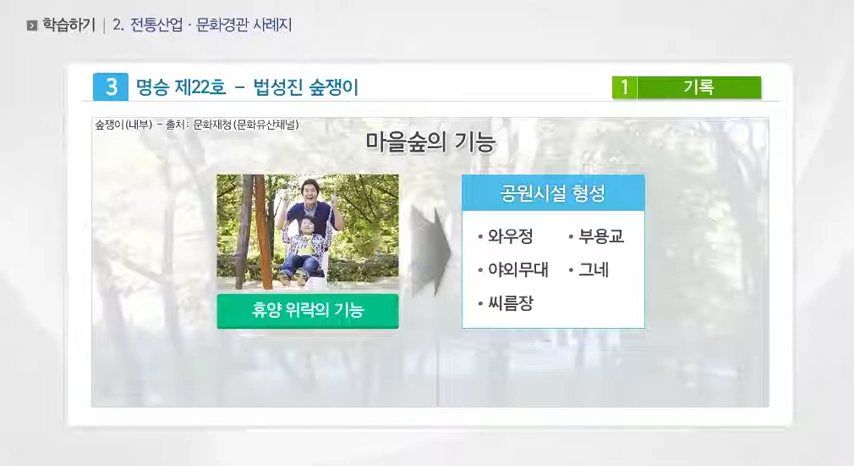 학습하기 | 2. 전통산업 · 문화경관 사례지
3 명승 제22호 - 법성진 숲쟁이
1 기록
숲쟁이(내부) - 출처: 문화재청(문화유산채널)
마을숲의 기능
휴양 위락의 기능
공원시설 형성
• 와우정 • 부용교
• 야외무대 • 그네
• 씨름장